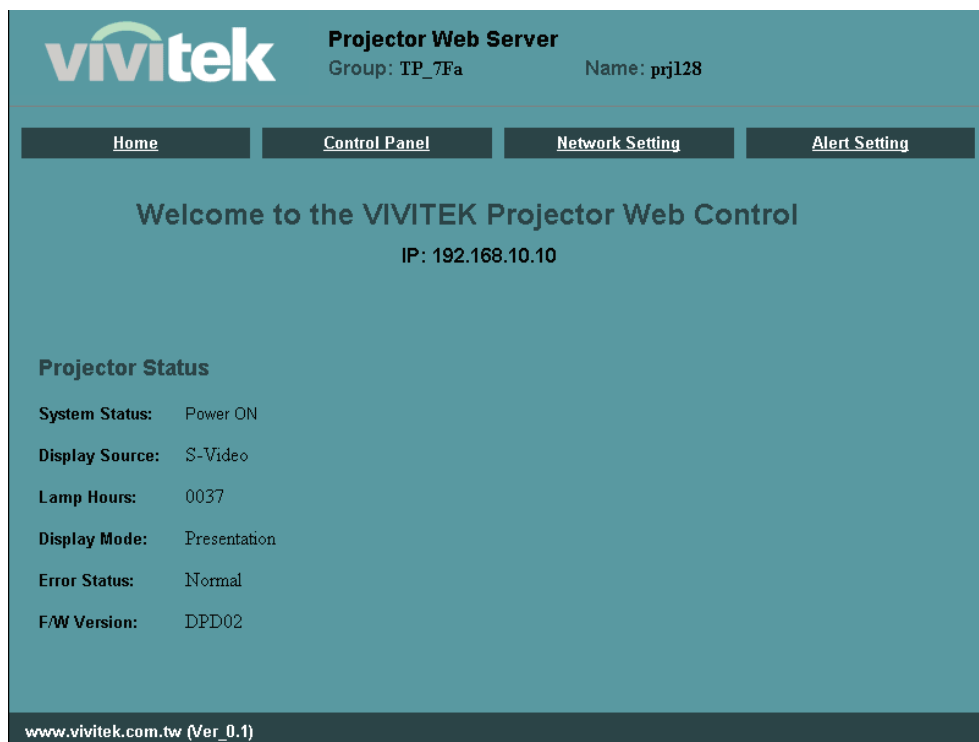 vivitek
Projector Web Server
Group: TP_7Fa Name: prj128
Home Control Panel Network Setting Alert Setting
Welcome to the VIVITEK Projector Web Control
IP: 192.168.10.10
Projector Status
System Status: Power ON
Display Source: S-Video
Lamp Hours: 0037
Display Mode: Presentation
Error Status: Normal
F/W Version: DPD02
www.vivitek.com.tw (Ver_0.1)